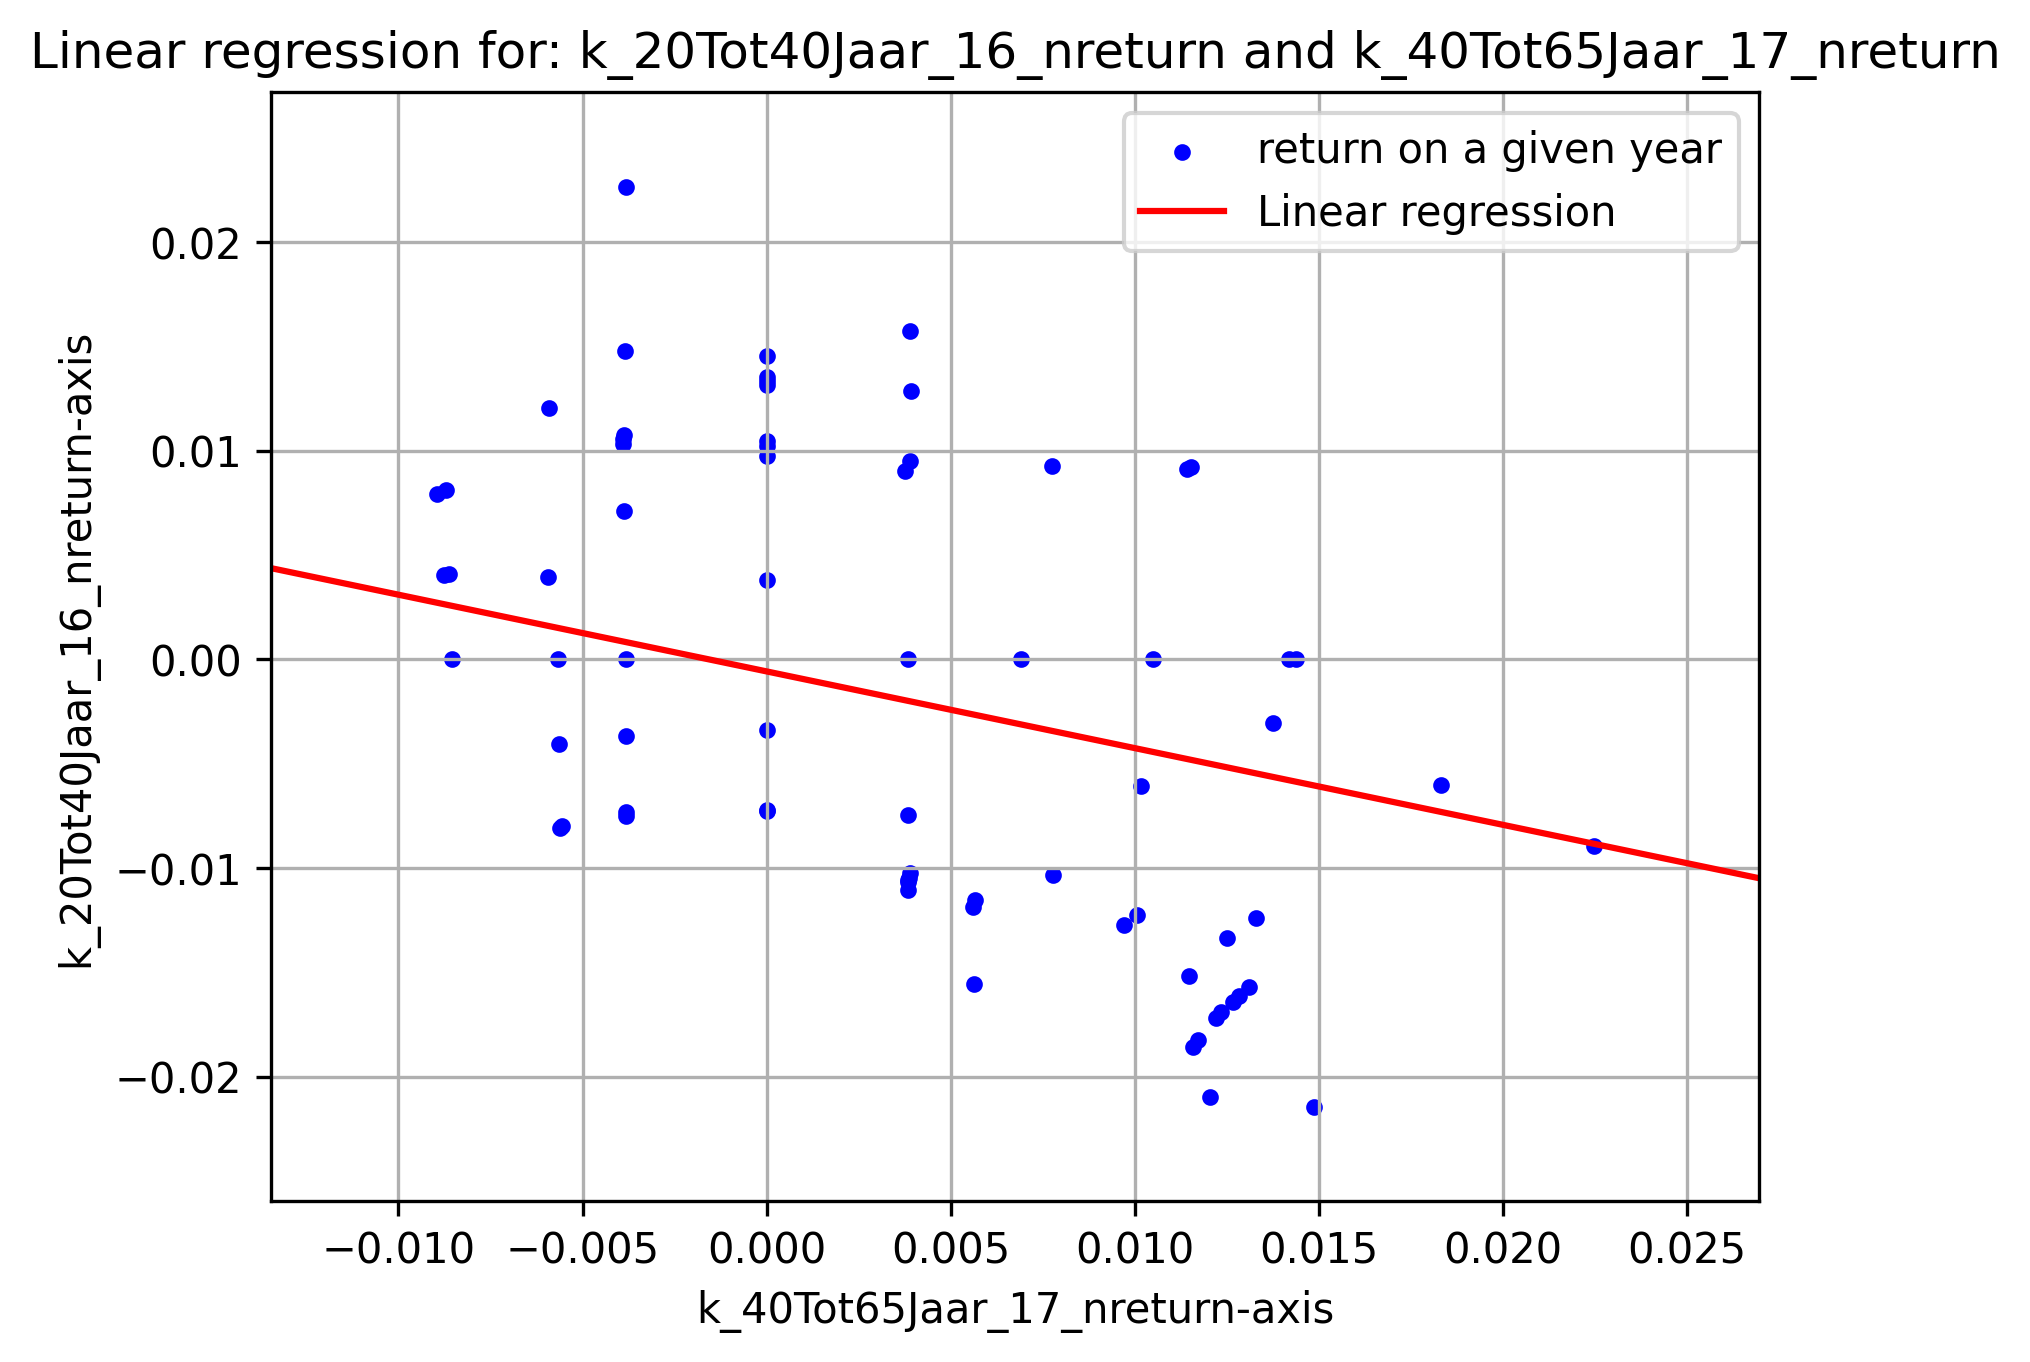 Linear regression for: k_20Tot40Jaar_16_nreturn and k_40Tot65Jaar_17_nreturn
return on a given year
Linear regression
k_20Tot40Jaar_16_nreturn-axis
0.02
0.01
0.00
−0.01
−0.02
−0.010 −0.005 0.000 0.005 0.010 0.015 0.020 0.025
k_40Tot65Jaar_17_nreturn-axis